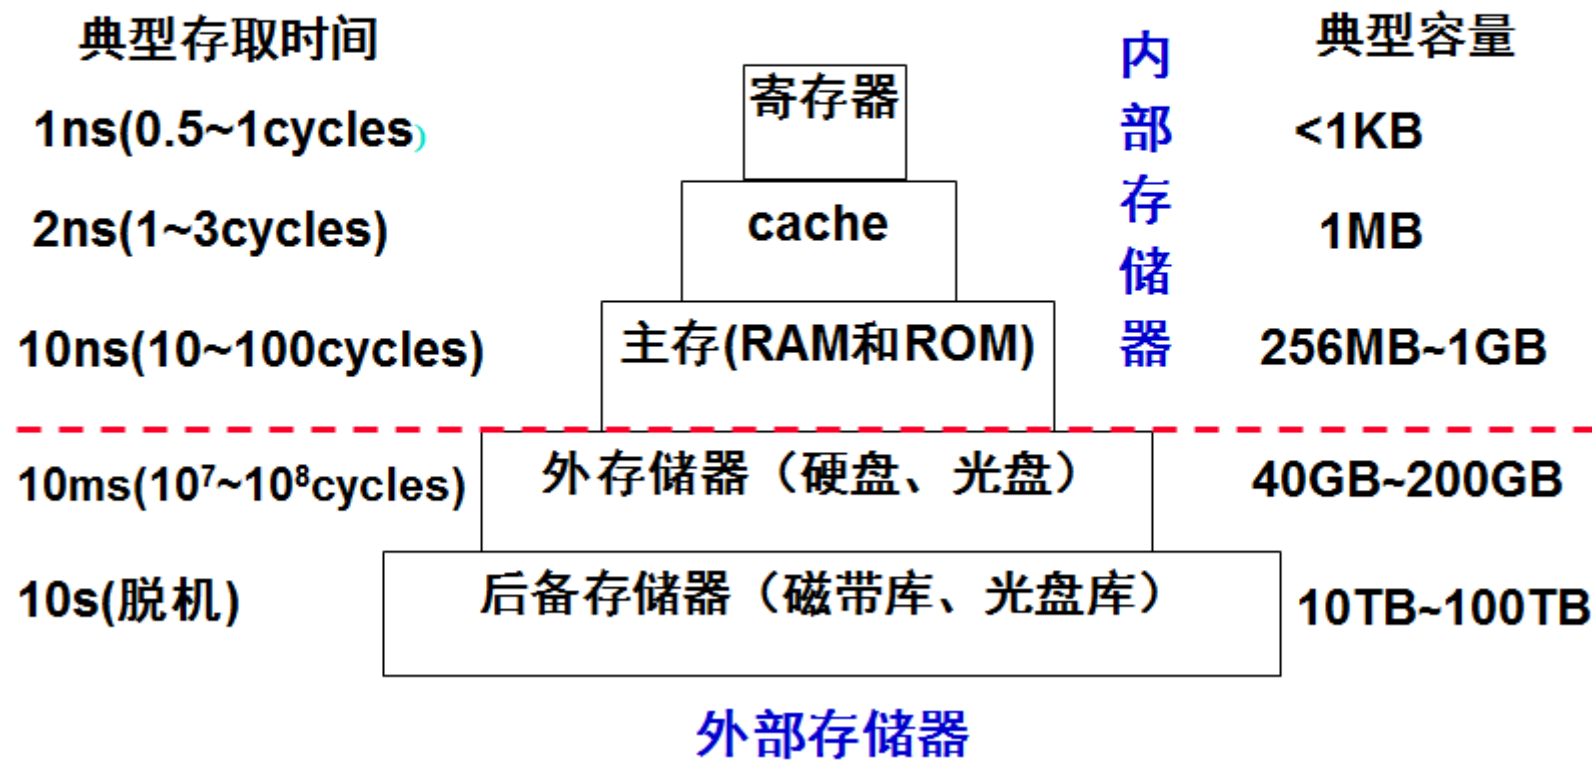 典型存取时间
典型容量
内部存储器
寄存器
1ns(0.5~1cycles)
<1KB
cache
2ns(1~3cycles)
1MB
主存(RAM和ROM)
10ns(10~100cycles)
256MB~1GB
外存储器（硬盘、光盘）
10ms(10⁷~10⁸cycles)
40GB~200GB
后备存储器（磁带库、光盘库）
10s(脱机)
10TB~100TB
外部存储器